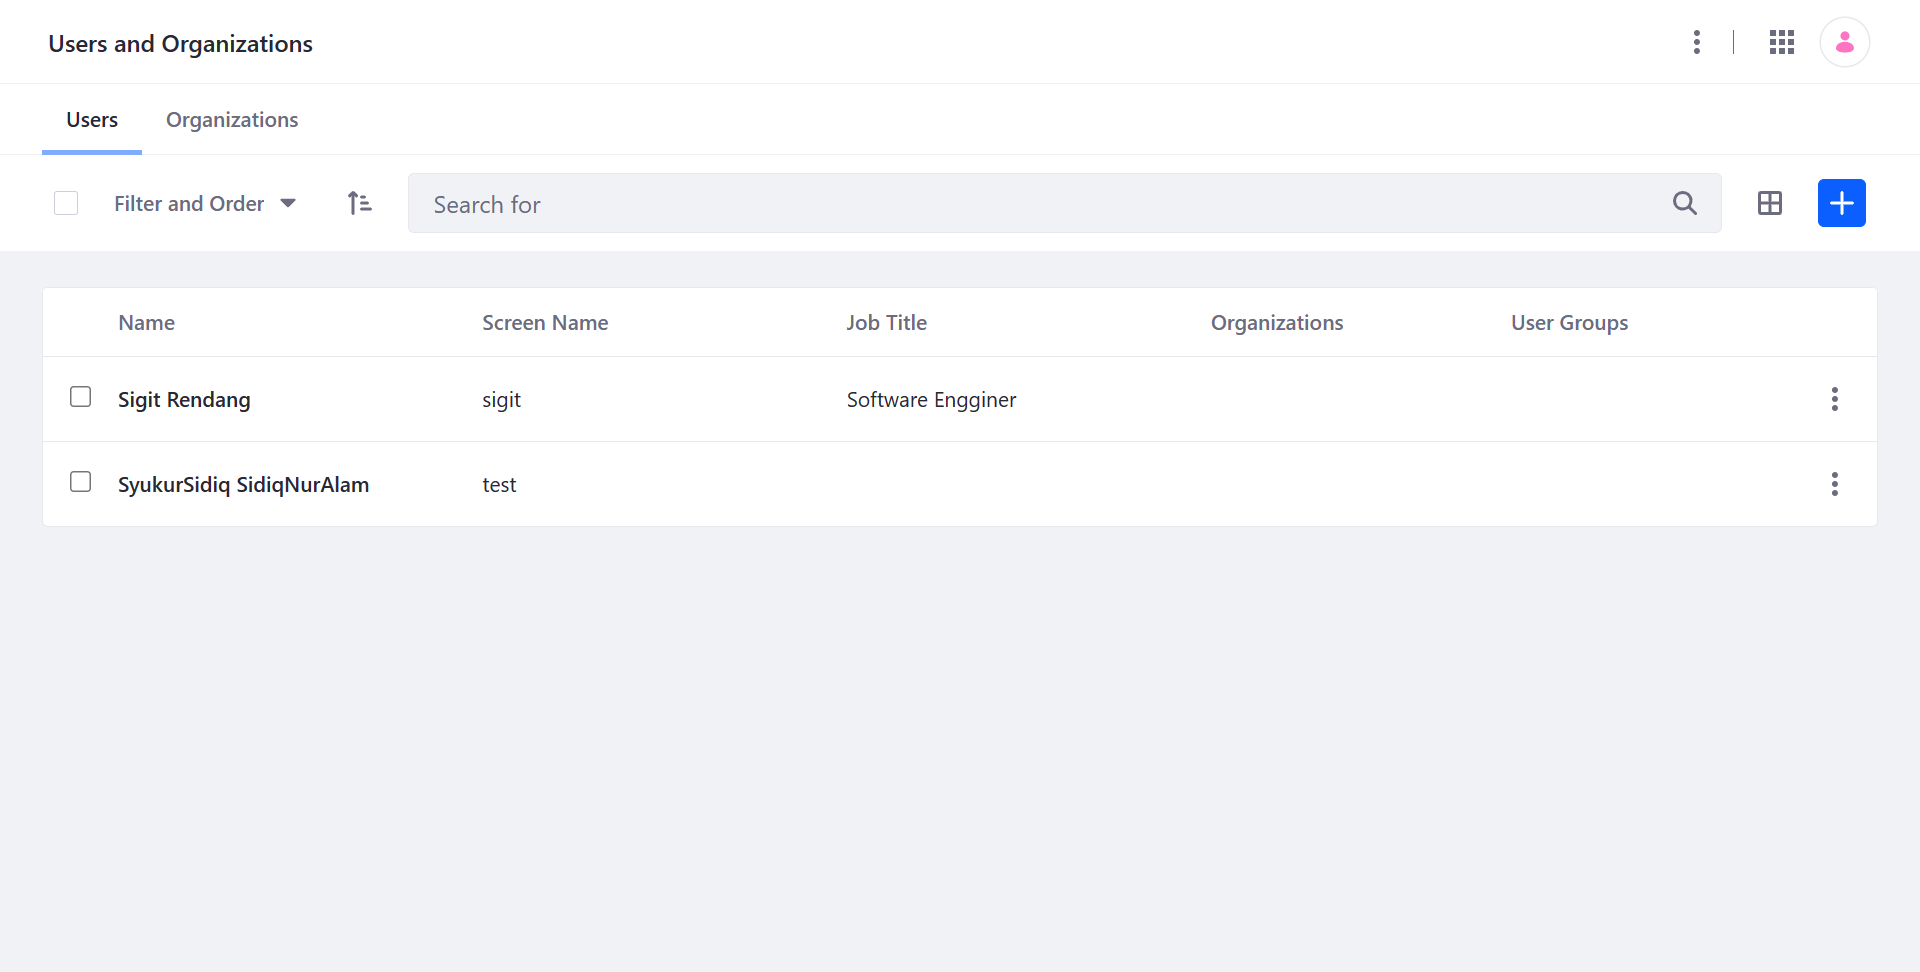 Users and Organizations
Users Organizations
Filter and Order Search for
Name Screen Name Job Title Organizations User Groups
Sigit Rendang sigit Software Engginer
SyukurSidiq SidiqNurAlam test